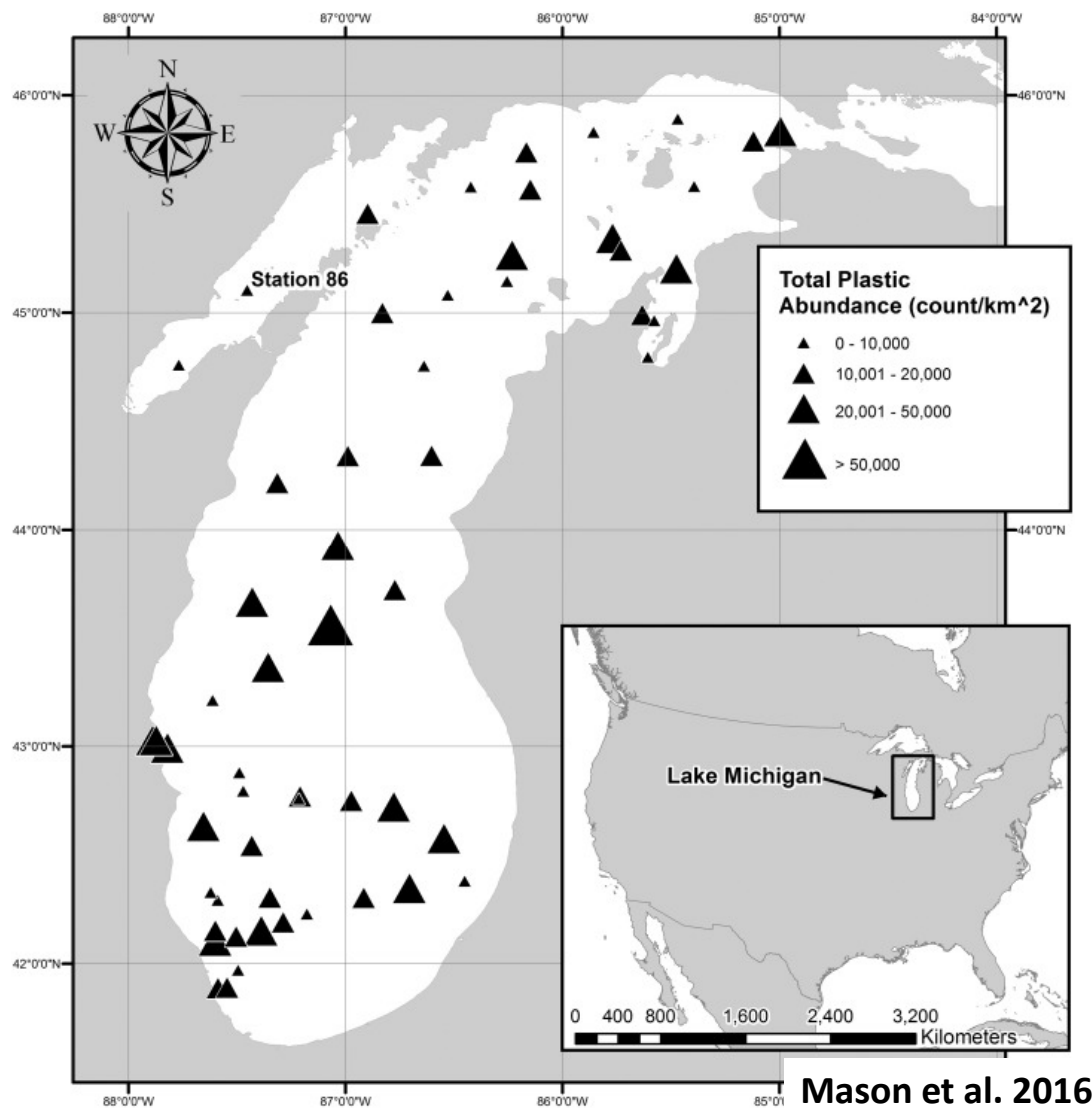 88°0'0"W 87°0'0"W 86°0'0"W 85°0'0"W 84°0'0"W
N
W E
S
46°0'0"N 46°0'0"N
Station 86
45°0'0"N
Total Plastic
Abundance (count/km^2)
0 - 10,000
10,001 - 20,000
20,001 - 50,000
> 50,000
44°0'0"N 44°0'0"N
43°0'0"N
Lake Michigan
42°0'0"N
0 400 800 1,600 2,400 3,200
Kilometers
88°0'0"W 87°0'0"W 86°0'0"W
Mason et al. 2016